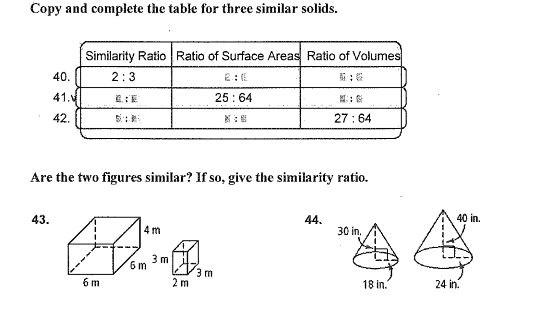 Copy and complete the table for three similar solids.
Similarity Ratio Ratio of Surface Areas Ratio of Volumes
40. 2 : 3 ■ : ■ ■ : ■
41. ■ : ■ 25 : 64 ■ : ■
42. ■ : ■ ■ : ■ 27 : 64
Are the two figures similar? If so, give the similarity ratio.
43. 4 m 6 m 6 m 3 m 3 m 2 m
44. 30 in. 18 in. 40 in. 24 in.